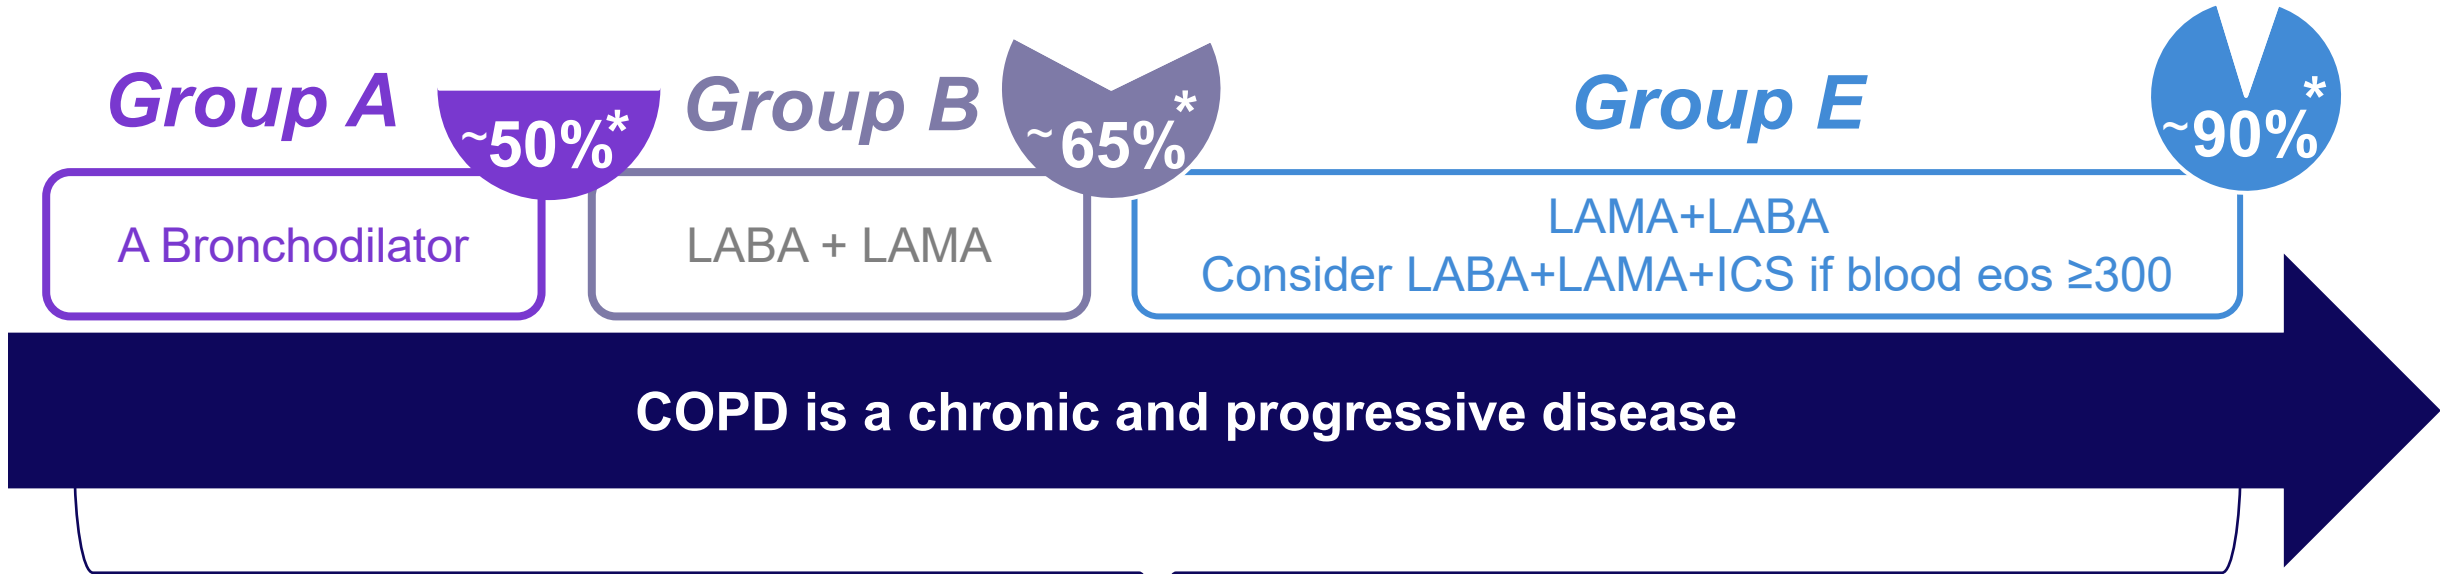 Group A
~50%*
Group B
~65%*
Group E
~90%*
A Bronchodilator
LABA + LAMA
LAMA+LABA
Consider LABA+LAMA+ICS if blood eos ≥300
COPD is a chronic and progressive disease